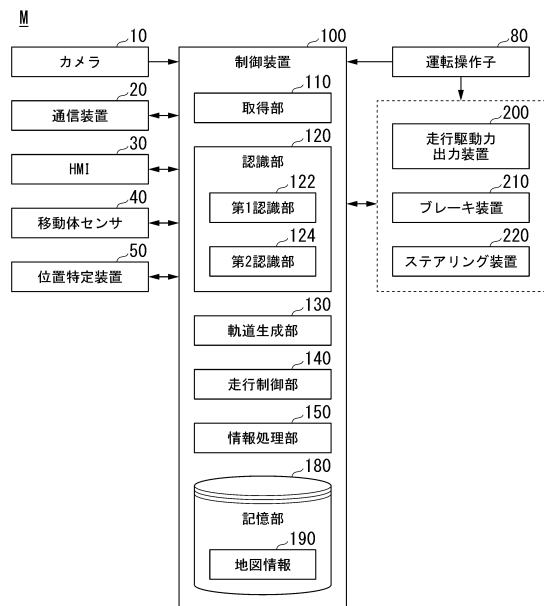 M
10
カメラ
20
通信装置
30
HMI
40
移動体センサ
50
位置特定装置
100
制御装置
110
取得部
120
認識部
122
第1認識部
124
第2認識部
130
軌道生成部
140
走行制御部
150
情報処理部
180
記憶部
190
地図情報
80
運転操作子
200
走行駆動力
出力装置
210
ブレーキ装置
220
ステアリング装置